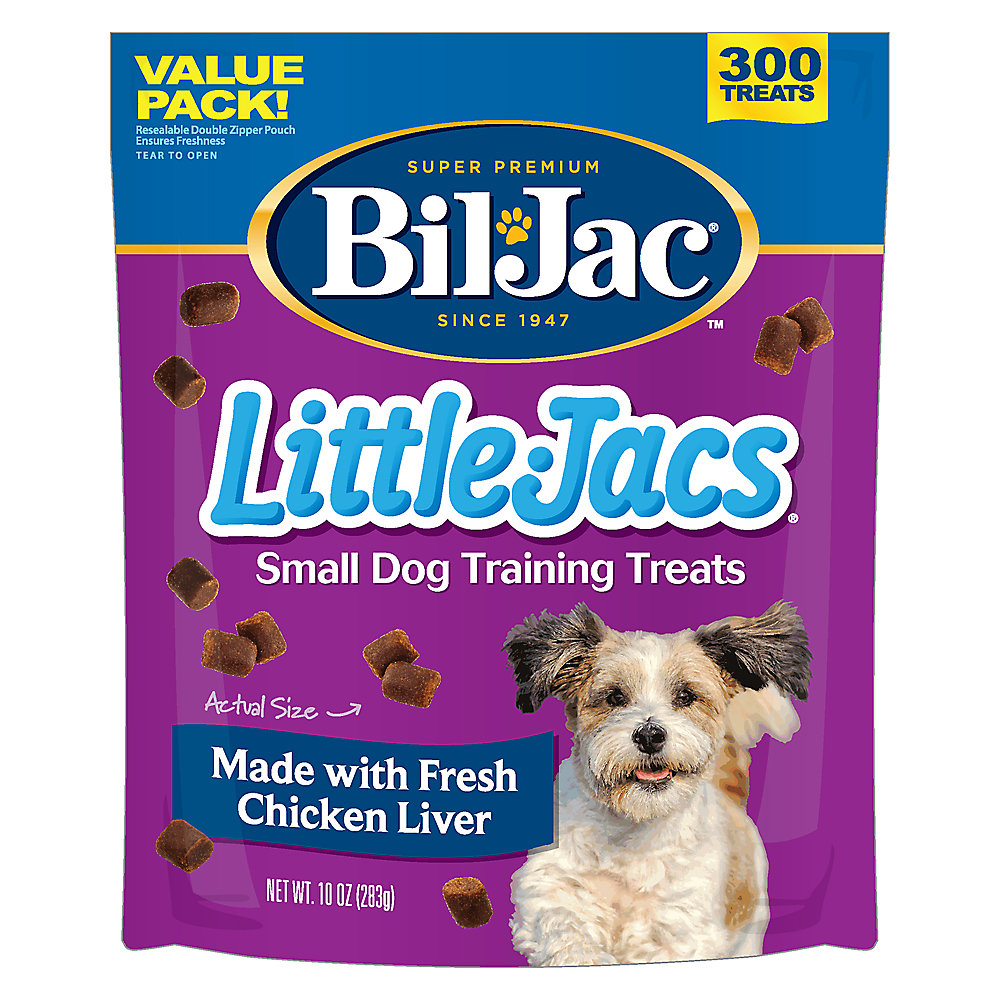 VALUE
PACK!
Resealable Double Zipper Pouch
Ensures Freshness
TEAR TO OPEN
300
TREATS
SUPER PREMIUM
Bil-Jac®
SINCE 1947
™
Little-Jacs®
Small Dog Training Treats
Actual Size
Made with Fresh
Chicken Liver
NET WT. 10 OZ (283g)